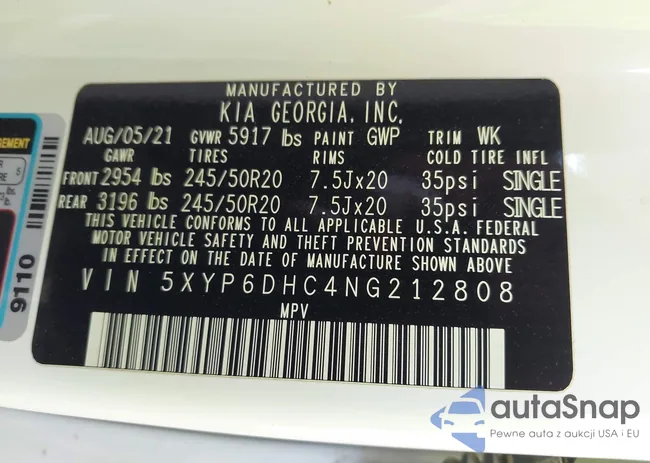 MANUFACTURED BY
KIA GEORGIA, INC.
AUG/05/21 GVWR 5917 lbs PAINT GWP TRIM WK
GAWR TIRES RIMS COLD TIRE INFL
FRONT 2954 lbs 245/50R20 7.5Jx20 35psi SINGLE
REAR 3196 lbs 245/50R20 7.5Jx20 35psi SINGLE
THIS VEHICLE CONFORMS TO ALL APPLICABLE U.S.A. FEDERAL
MOTOR VEHICLE SAFETY AND THEFT PREVENTION STANDARDS
IN EFFECT ON THE DATE OF MANUFACTURE SHOWN ABOVE
VIN 5XYP6DHC4NG212808
MPV
9110
autaSnap
Pewne auta z aukcji USA i EU